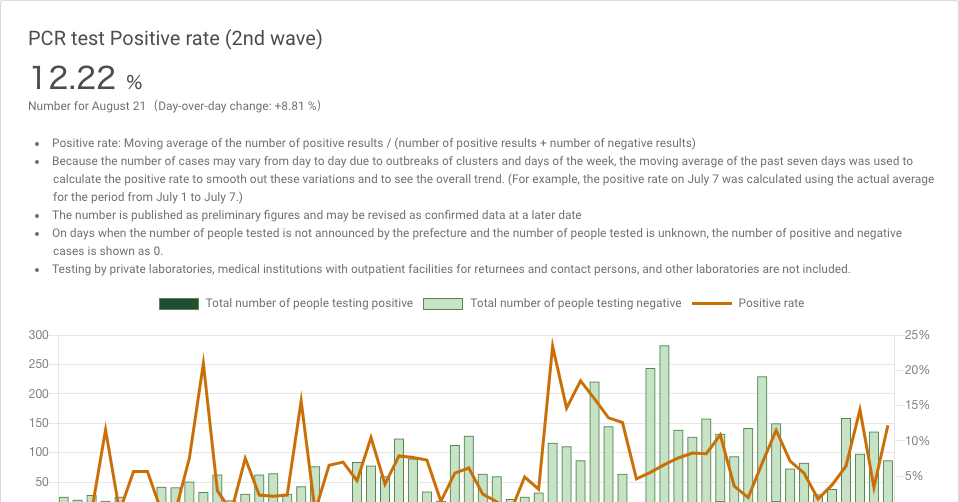 PCR test Positive rate (2nd wave)
12.22 %
Number for August 21 (Day-over-day change: +8.81 %)
• Positive rate: Moving average of the number of positive results / (number of positive results + number of negative results)
• Because the number of cases may vary from day to day due to outbreaks of clusters and days of the week, the moving average of the past seven days was used to
calculate the positive rate to smooth out these variations and to see the overall trend. (For example, the positive rate on July 7 was calculated using the actual average
for the period from July 1 to July 7.)
• The number is published as preliminary figures and may be revised as confirmed data at a later date
• On days when the number of people tested is not announced by the prefecture and the number of people tested is unknown, the number of positive and negative
cases is shown as 0.
• Testing by private laboratories, medical institutions with outpatient facilities for returnees and contact persons, and other laboratories are not included.
Total number of people testing positive Total number of people testing negative Positive rate
300 25%
250 20%
200 15%
150 10%
100 5%
50